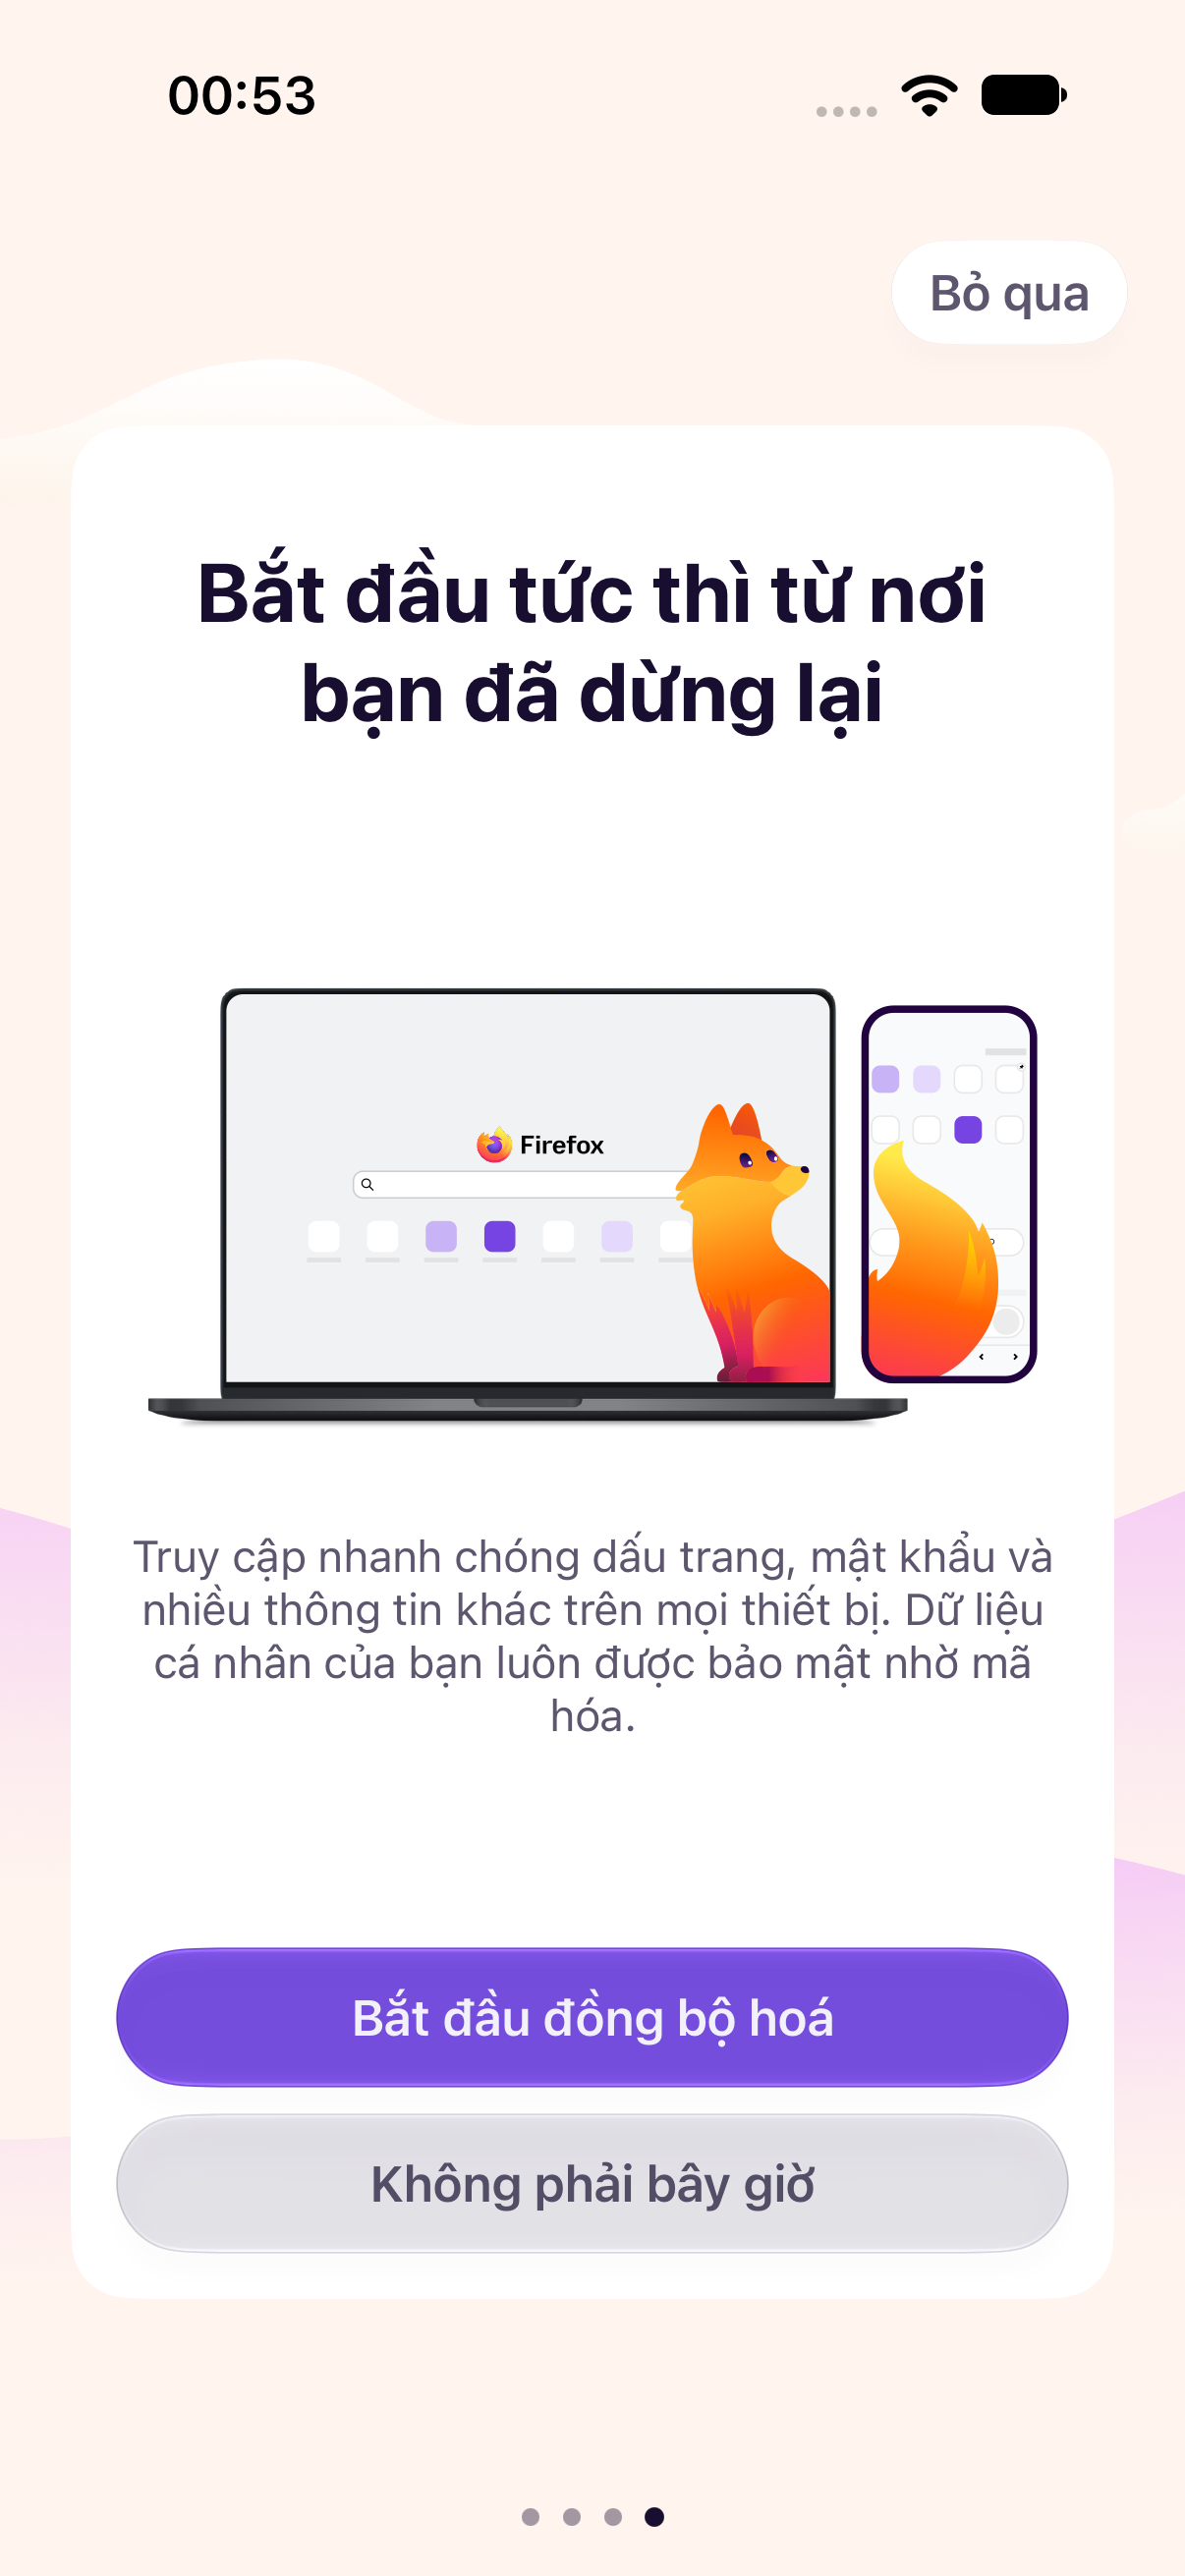 00:53
Bỏ qua
Bắt đầu tức thì từ nơi
bạn đã dừng lại
Firefox
Truy cập nhanh chóng dấu trang, mật khẩu và
nhiều thông tin khác trên mọi thiết bị. Dữ liệu
cá nhân của bạn luôn được bảo mật nhờ mã
hóa.
Bắt đầu đồng bộ hoá
Không phải bây giờ